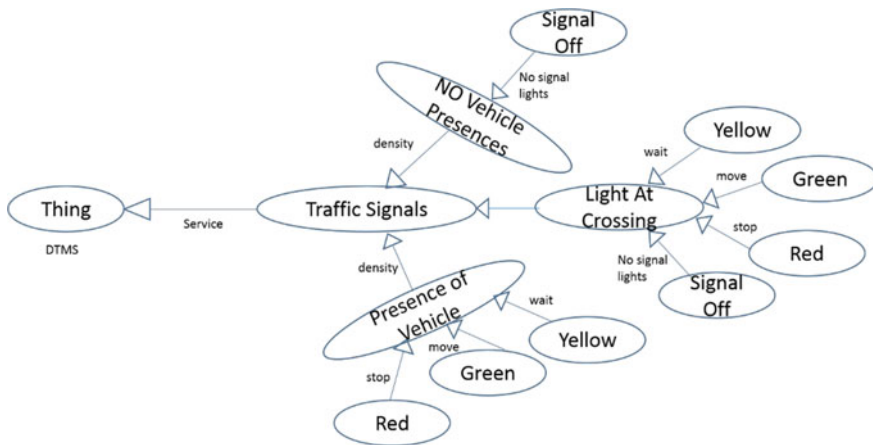 Signal
Off
No signal
lights
NO Vehicle
Presences
density
Yellow
wait
move
Green
Thing
DTMS
Service
Traffic Signals
Light At
Crossing
stop
Red
No signal
lights
Signal
Off
density
Presence of
Vehicle
wait
Yellow
move
Green
stop
Red